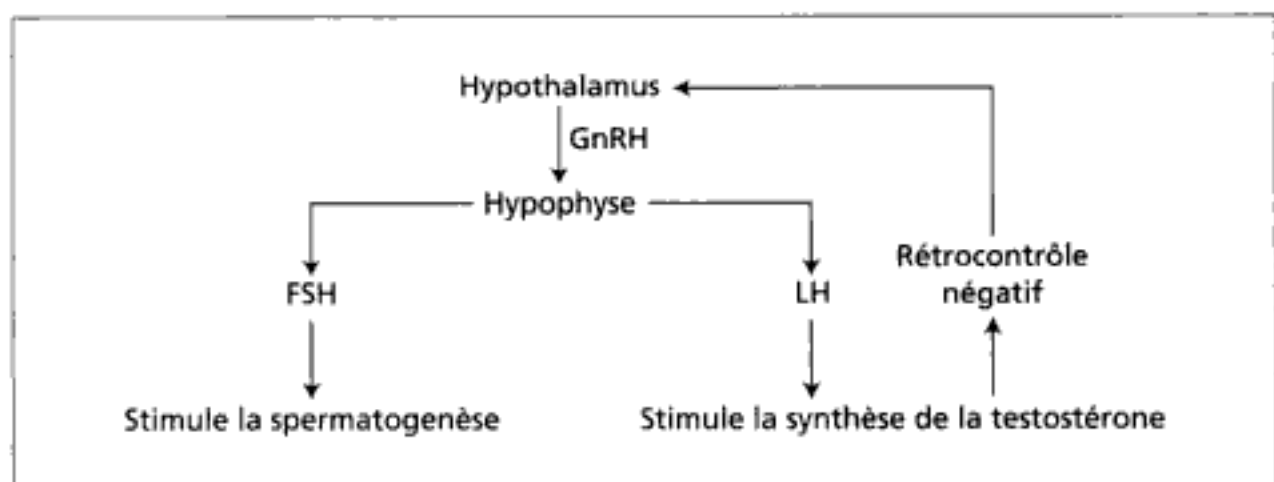 Hypothalamus
GnRH
Hypophyse
Rétrocontrôle
négatif
FSH
LH
Stimule la spermatogenèse
Stimule la synthèse de la testostérone